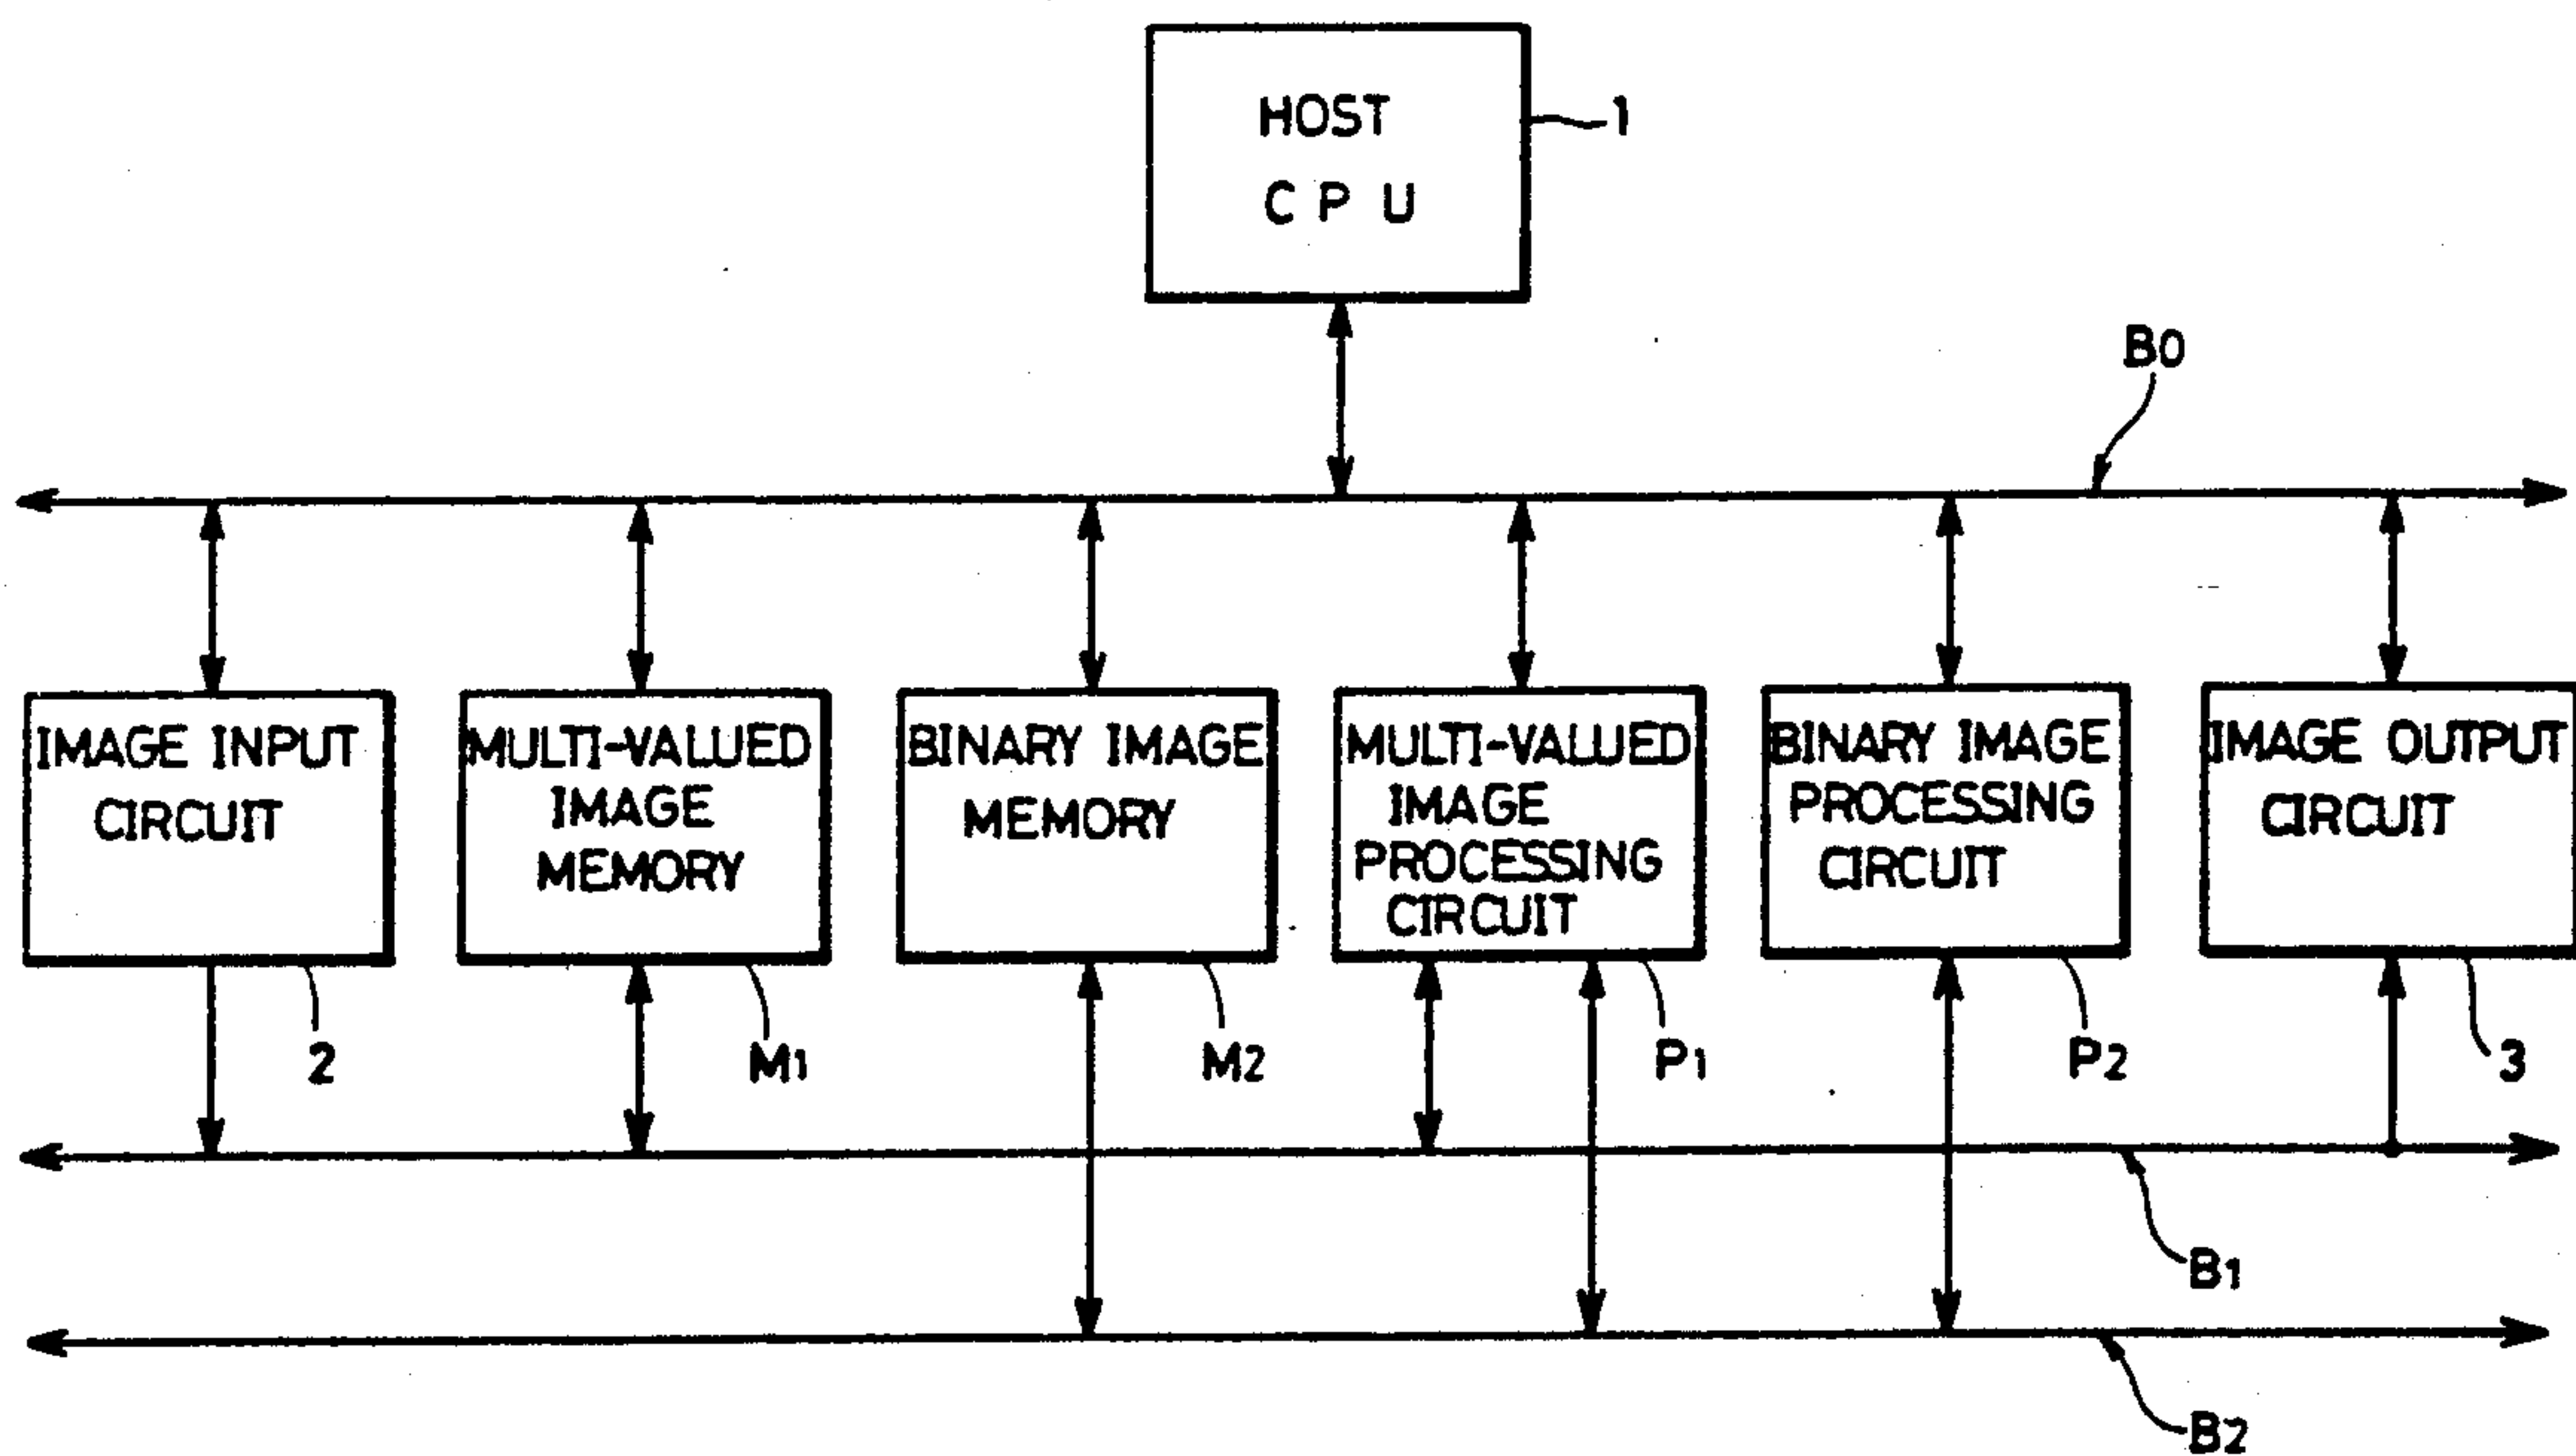 HOST
C P U
1
B0
IMAGE INPUT
CIRCUIT
MULTI-VALUED
IMAGE
MEMORY
BINARY IMAGE
MEMORY
MULTI-VALUED
IMAGE
PROCESSING
CIRCUIT
BINARY IMAGE
PROCESSING
CIRCUIT
IMAGE OUTPUT
CIRCUIT
2
M1
M2
P1
P2
3
B1
B2